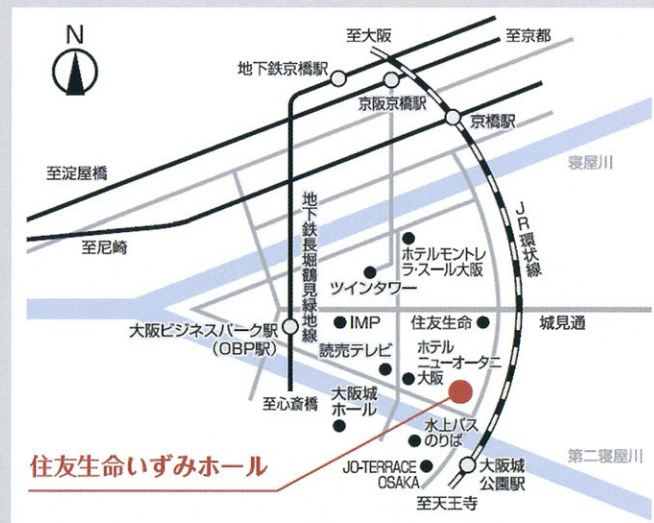 N
至大阪
至京都
地下鉄京橋駅
京阪京橋駅
京橋駅
至淀屋橋
寝屋川
至尼崎
地下鉄長堀鶴見緑地線
JR環状線
ホテルモントレ
ラ・スール大阪
ツインタワー
大阪ビジネスパーク駅
(OBP駅)
IMP
住友生命
城見通
読売テレビ
ホテル
ニューオータニ
大阪
至心斎橋
大阪城
ホール
水上バス
のりば
住友生命いずみホール
第二寝屋川
JO-TERRACE
OSAKA
大阪城
公園駅
至天王寺